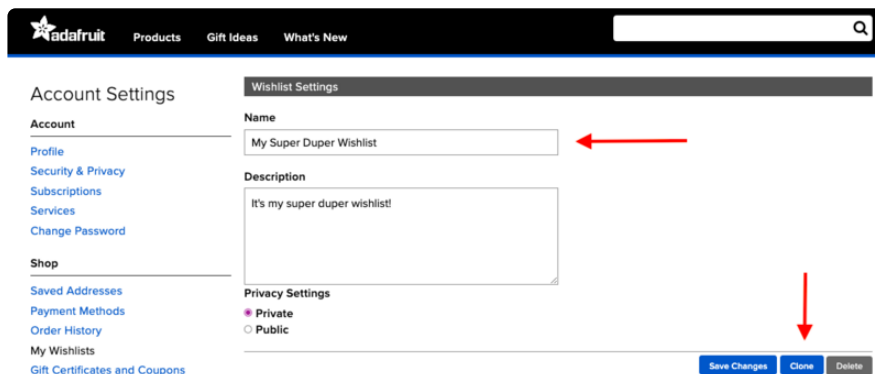 adafruit Products Gift Ideas What's New
Account Settings
Account
Profile
Security & Privacy
Subscriptions
Services
Change Password
Shop
Saved Addresses
Payment Methods
Order History
My Wishlists
Gift Certificates and Coupons
Wishlist Settings
Name
My Super Duper Wishlist
Description
It's my super duper wishlist!
Privacy Settings
Private
Public
Save Changes Clone Delete